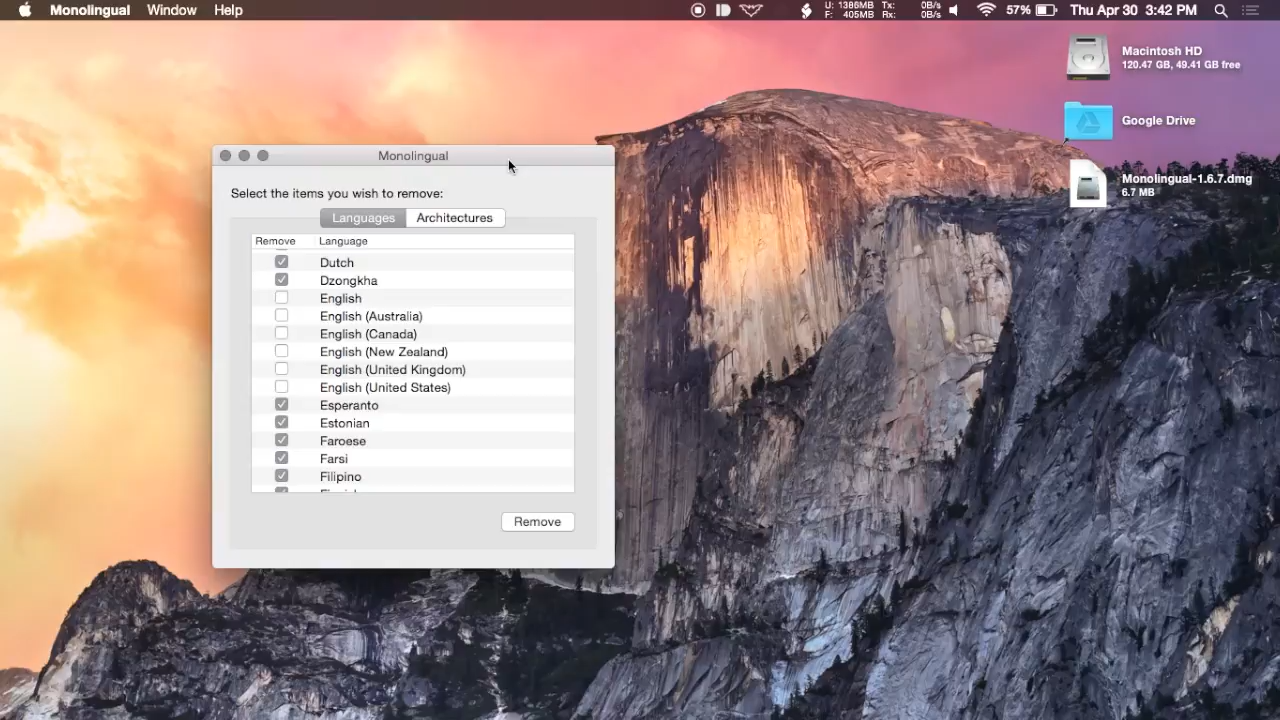 Monolingual Window Help
U: 1386MB Tx: 0B/s
F: 405MB Rx: 0B/s
57% Thu Apr 30 3:42 PM
Macintosh HD
120.47 GB, 49.41 GB free
Google Drive
Monolingual-1.6.7.dmg
6.7 MB
Monolingual
Select the items you wish to remove:
Languages Architectures
Remove Language
Dutch
Dzongkha
English
English (Australia)
English (Canada)
English (New Zealand)
English (United Kingdom)
English (United States)
Esperanto
Estonian
Faroese
Farsi
Filipino
Remove